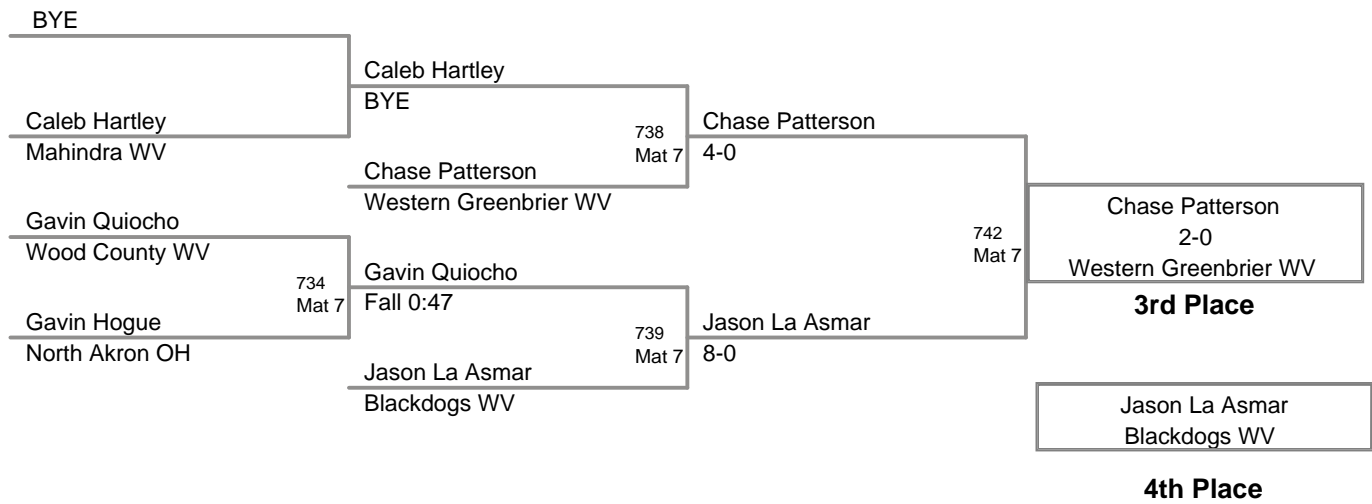 BYE
Caleb Hartley
Mahindra WV
Gavin Quiocho
Wood County WV
Gavin Hogue
North Akron OH
734
Mat 7
Caleb Hartley
BYE
Chase Patterson
Western Greenbrier WV
Gavin Quiocho
Fall 0:47
Jason La Asmar
Blackdogs WV
738
Mat 7
739
Mat 7
Chase Patterson
4-0
Jason La Asmar
8-0
742
Mat 7
Chase Patterson
2-0
Western Greenbrier WV
3rd Place
Jason La Asmar
Blackdogs WV
4th Place